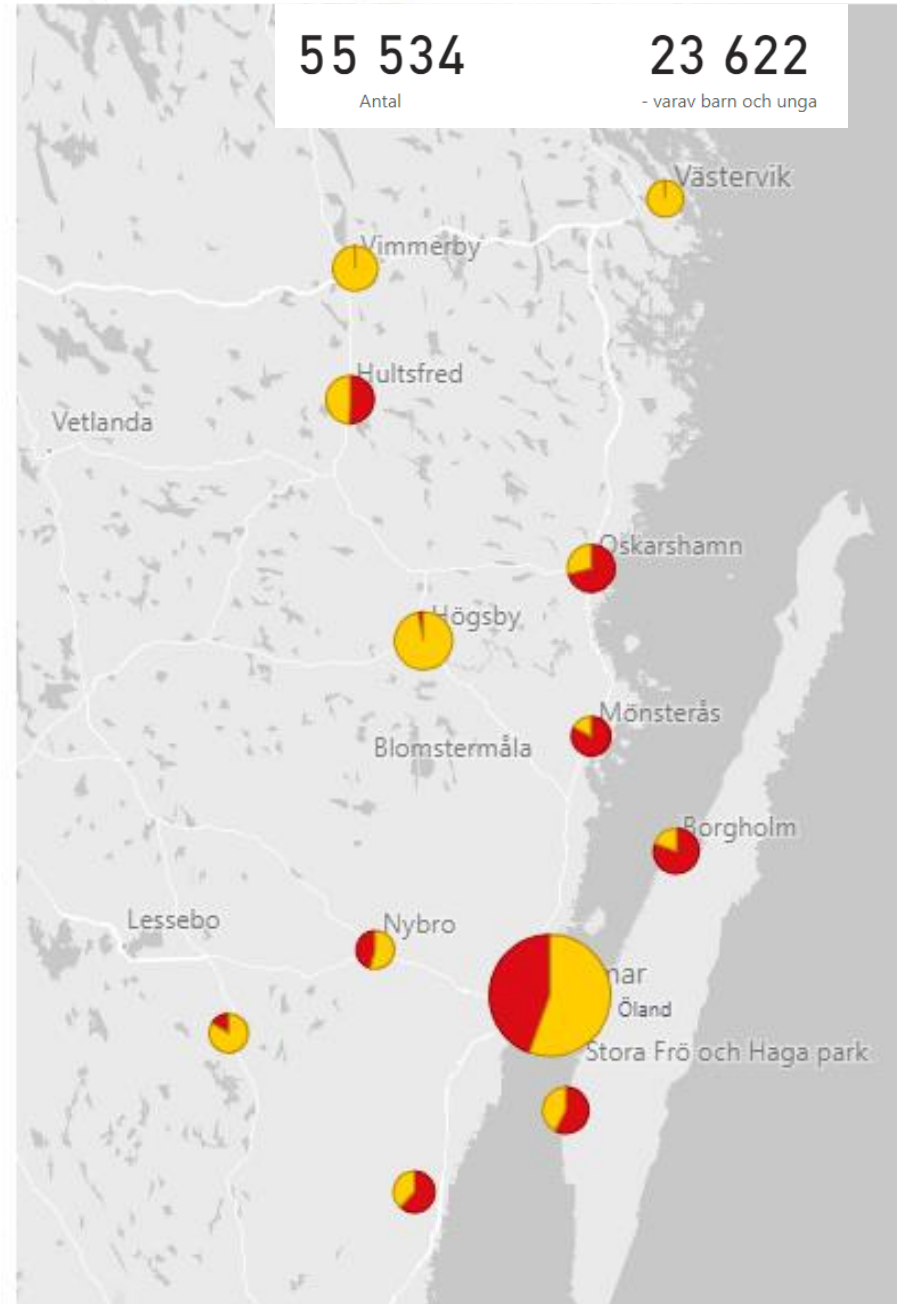 55 534
23 622
Antal
- varav barn och unga
Västervik
Vimmerby
Hultsfred
Vetlanda
Oskarshamn
Högsby
Mönsterås
Blomstermåla
Borgholm
Lessebo
Nybro
mar
Öland
Stora Frö och Haga park